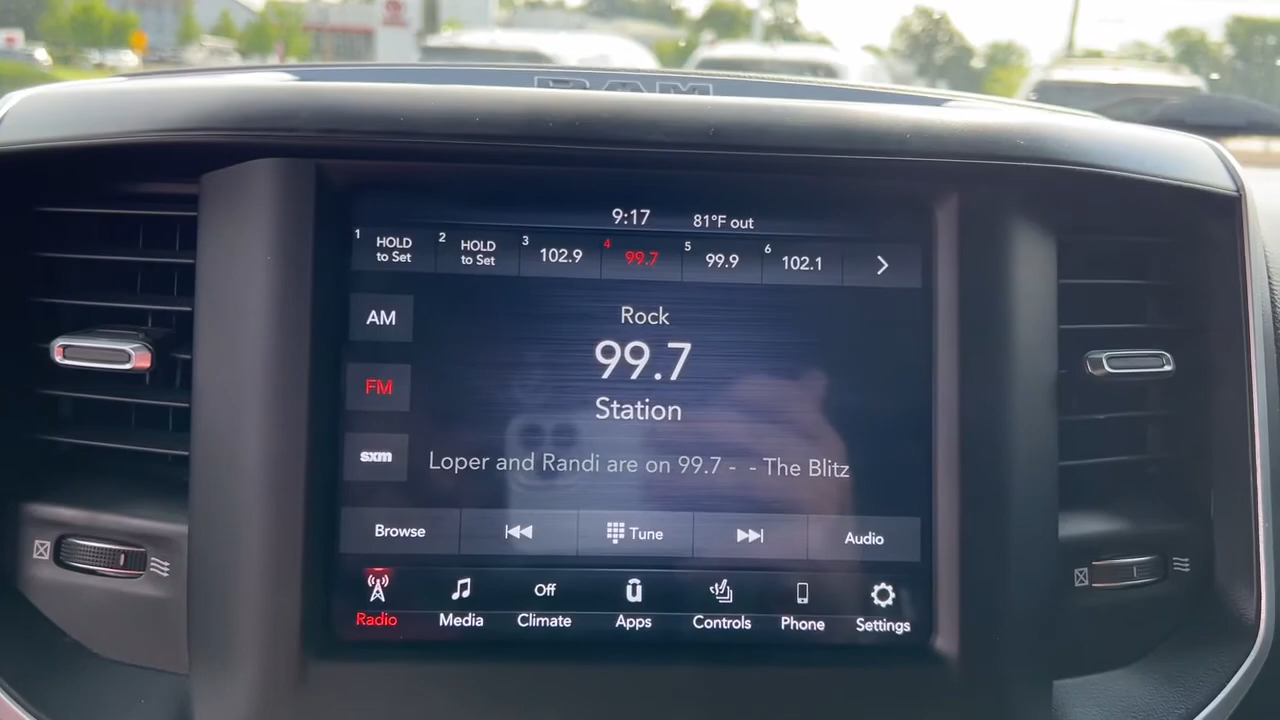 RAM
9:17 81°F out
1 HOLD to Set 2 HOLD to Set 3 102.9 4 99.7 5 99.9 6 102.1
AM
Rock
99.7
FM
Station
sxm
Loper and Randi are on 99.7 - - The Blitz
Browse Tune Audio
Off
Radio Media Climate Apps Controls Phone Settings